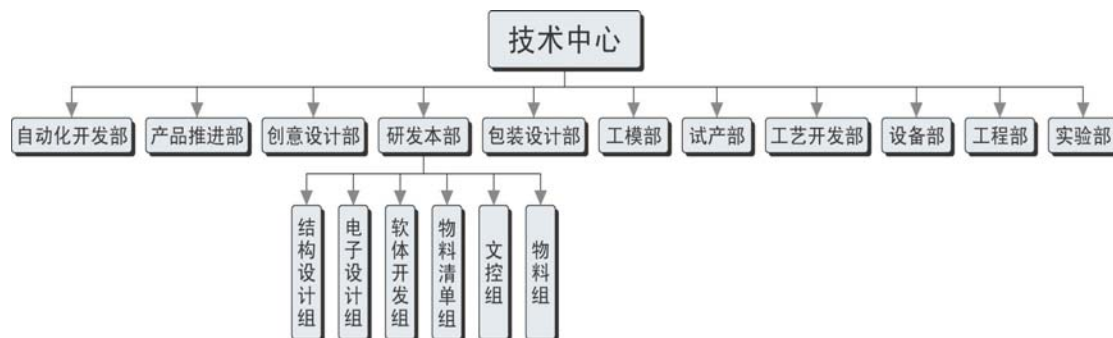 技术中心
自动化开发部
产品推进部
创意设计部
研发本部
包装设计部
工模部
试产部
工艺开发部
设备部
工程部
实验部
结构设计组
电子设计组
软体开发组
物料清单组
文控组
物料组